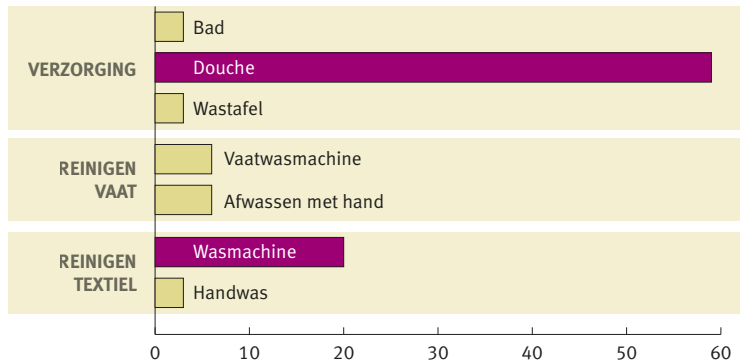 VERZORGING
Bad
Douche
Wastafel
REINIGEN
VAAT
Vaatwasmachine
Afwassen met hand
REINIGEN
TEXTIEL
Wasmachine
Handwas
0 10 20 30 40 50 60